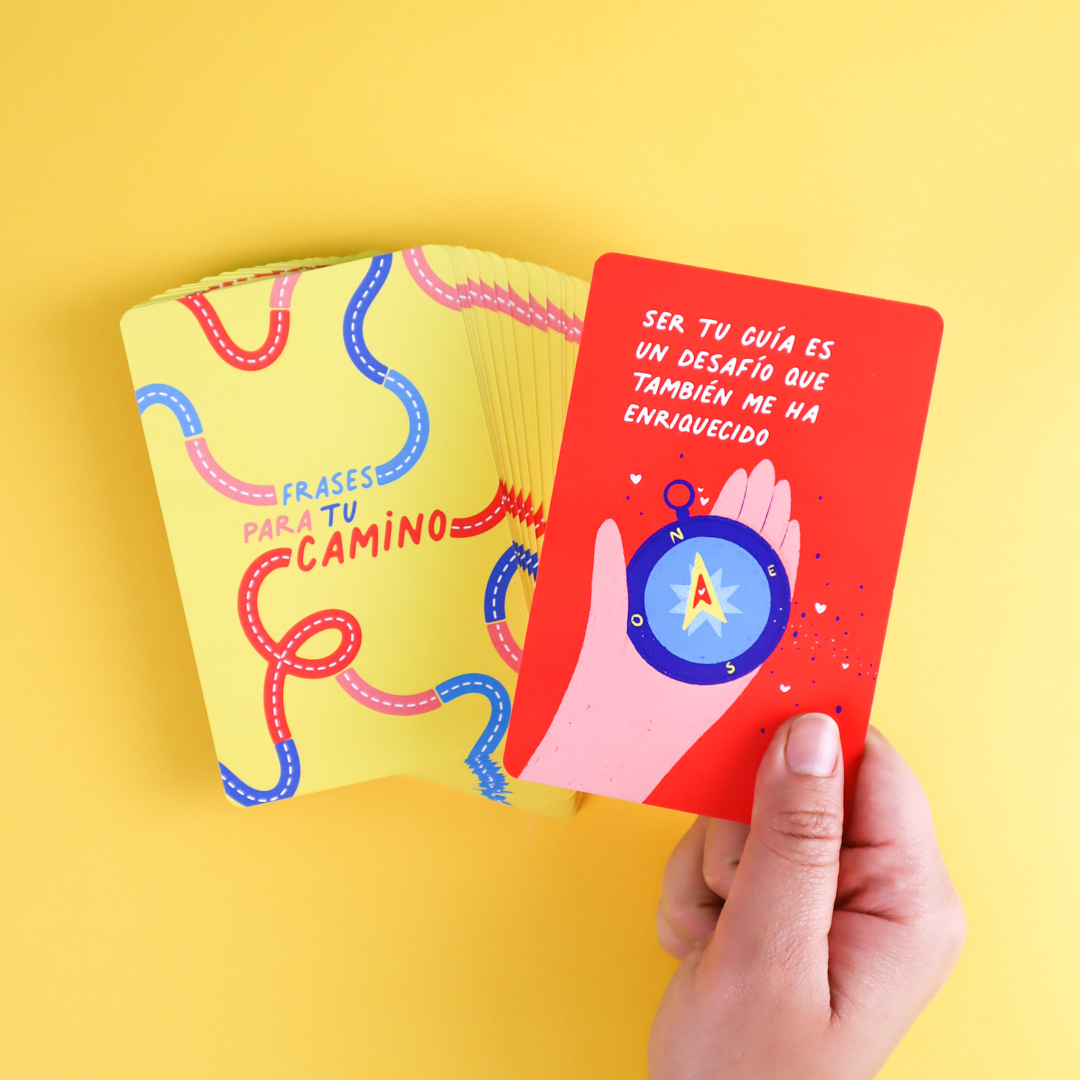 FRASES
PARA TU
CAMINO
SER TU GUÍA ES
UN DESAFÍO QUE
TAMBIÉN ME HA
ENRIQUECIDO
N
E
O
S